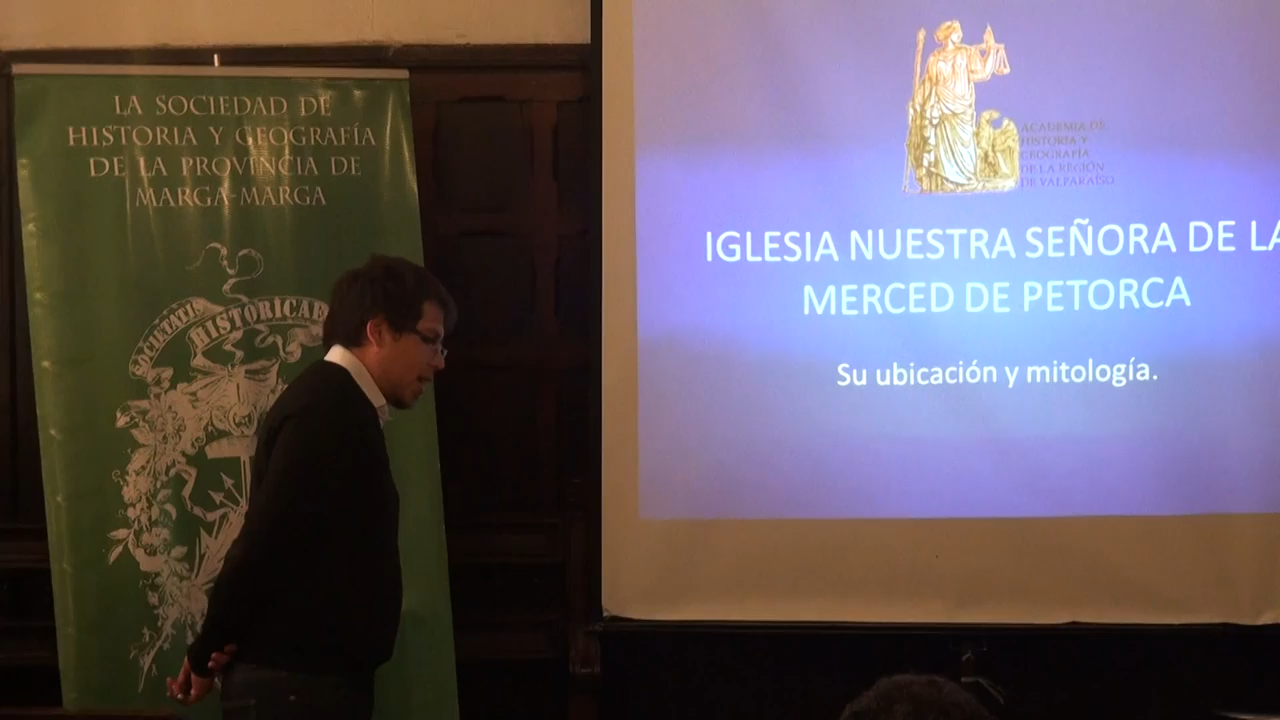 LA SOCIEDAD DE
HISTORIA Y GEOGRAFÍA
DE LA PROVINCIA DE
MARGA-MARGA
SOCIETATIS
HISTORICAE
ACADEMIA DE
HISTORIA Y
GEOGRAFÍA
DE LA REGIÓN
DE VALPARAÍSO
IGLESIA NUESTRA SEÑORA DE LA
MERCED DE PETORCA
Su ubicación y mitología.